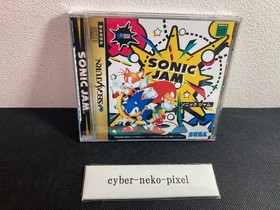 SONIC JAM
SEGA SATURN
SONIC
JAM
ソニック ジャム
SEGA
cyber-neko-pixel